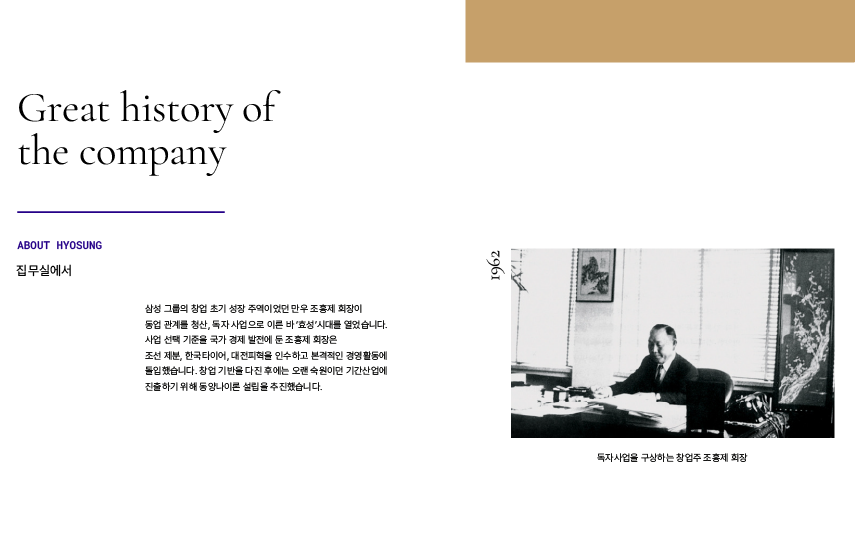 Great history of
the company
ABOUT HYOSUNG
집무실에서
삼성 그룹의 창업 초기 성장 주역이었던 만우 조홍제 회장이
동업 관계를 청산, 독자 사업으로 이른 바 ‘효성’시대를 열었습니다.
사업 선택 기준을 국가 경제 발전에 둔 조홍제 회장은
조선 제분, 한국타이어, 대전피혁을 인수하고 본격적인 경영활동에
돌입했습니다. 창업 기반을 다진 후에는 오랜 숙원이던 기간산업에
진출하기 위해 동양나이론 설립을 추진했습니다.
1962
독자사업을 구상하는 창업주 조홍제 회장